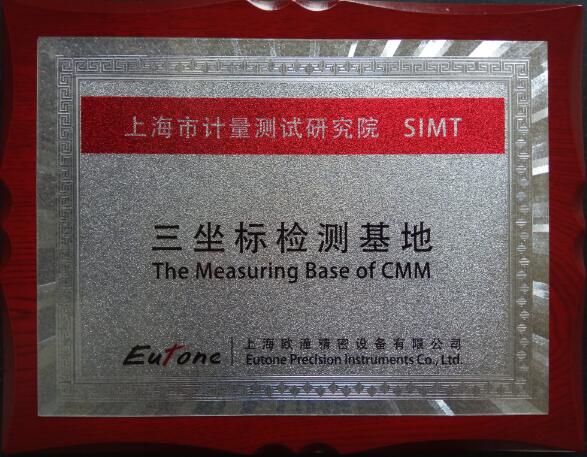 上海市计量测试研究院 SIMT
三坐标检测基地
The Measuring Base of CMM
Eutone
上海欧潼精密设备有限公司
Eutone Precision Instruments Co., Ltd.